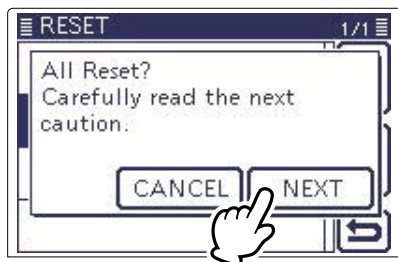 RESET 1/1
All Reset?
Carefully read the next
caution.
CANCEL NEXT